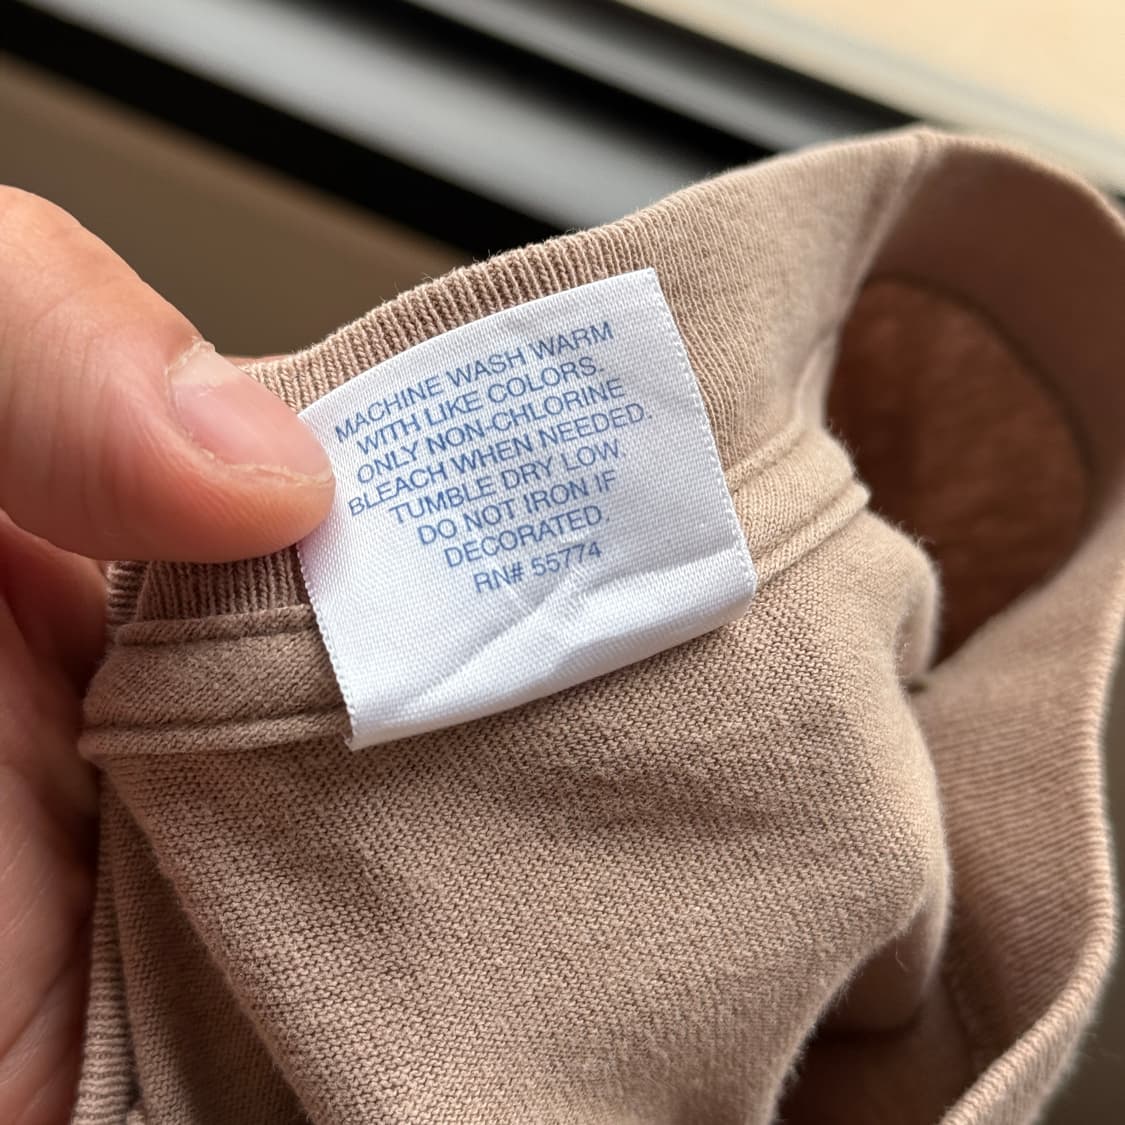 MACHINE WASH WARM
WITH LIKE COLORS.
ONLY NON-CHLORINE
BLEACH WHEN NEEDED.
TUMBLE DRY LOW.
DO NOT IRON IF
DECORATED.
RN# 55774